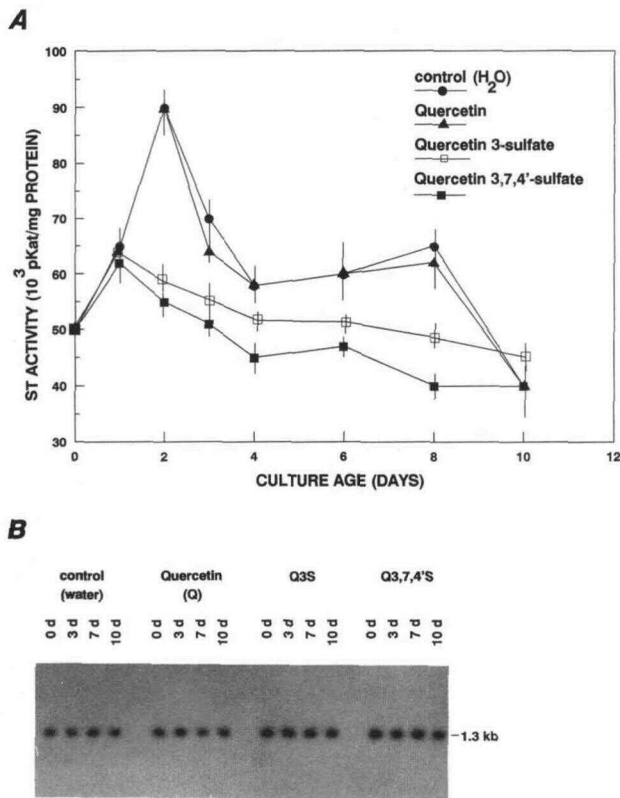 A
100
90
80
70
60
50
40
30
ST ACTIVITY (10³ pKat/mg PROTEIN)
control (H₂O)
Quercetin
Quercetin 3-sulfate
Quercetin 3,7,4'-sulfate
0 2 4 6 8 10 12
CULTURE AGE (DAYS)
B
control Quercetin Q3S Q3,7,4'S
(water) (Q)
0 d 3 d 7 d 10 d 0 d 3 d 7 d 10 d 0 d 3 d 7 d 10 d 0 d 3 d 7 d 10 d
-1.3 kb